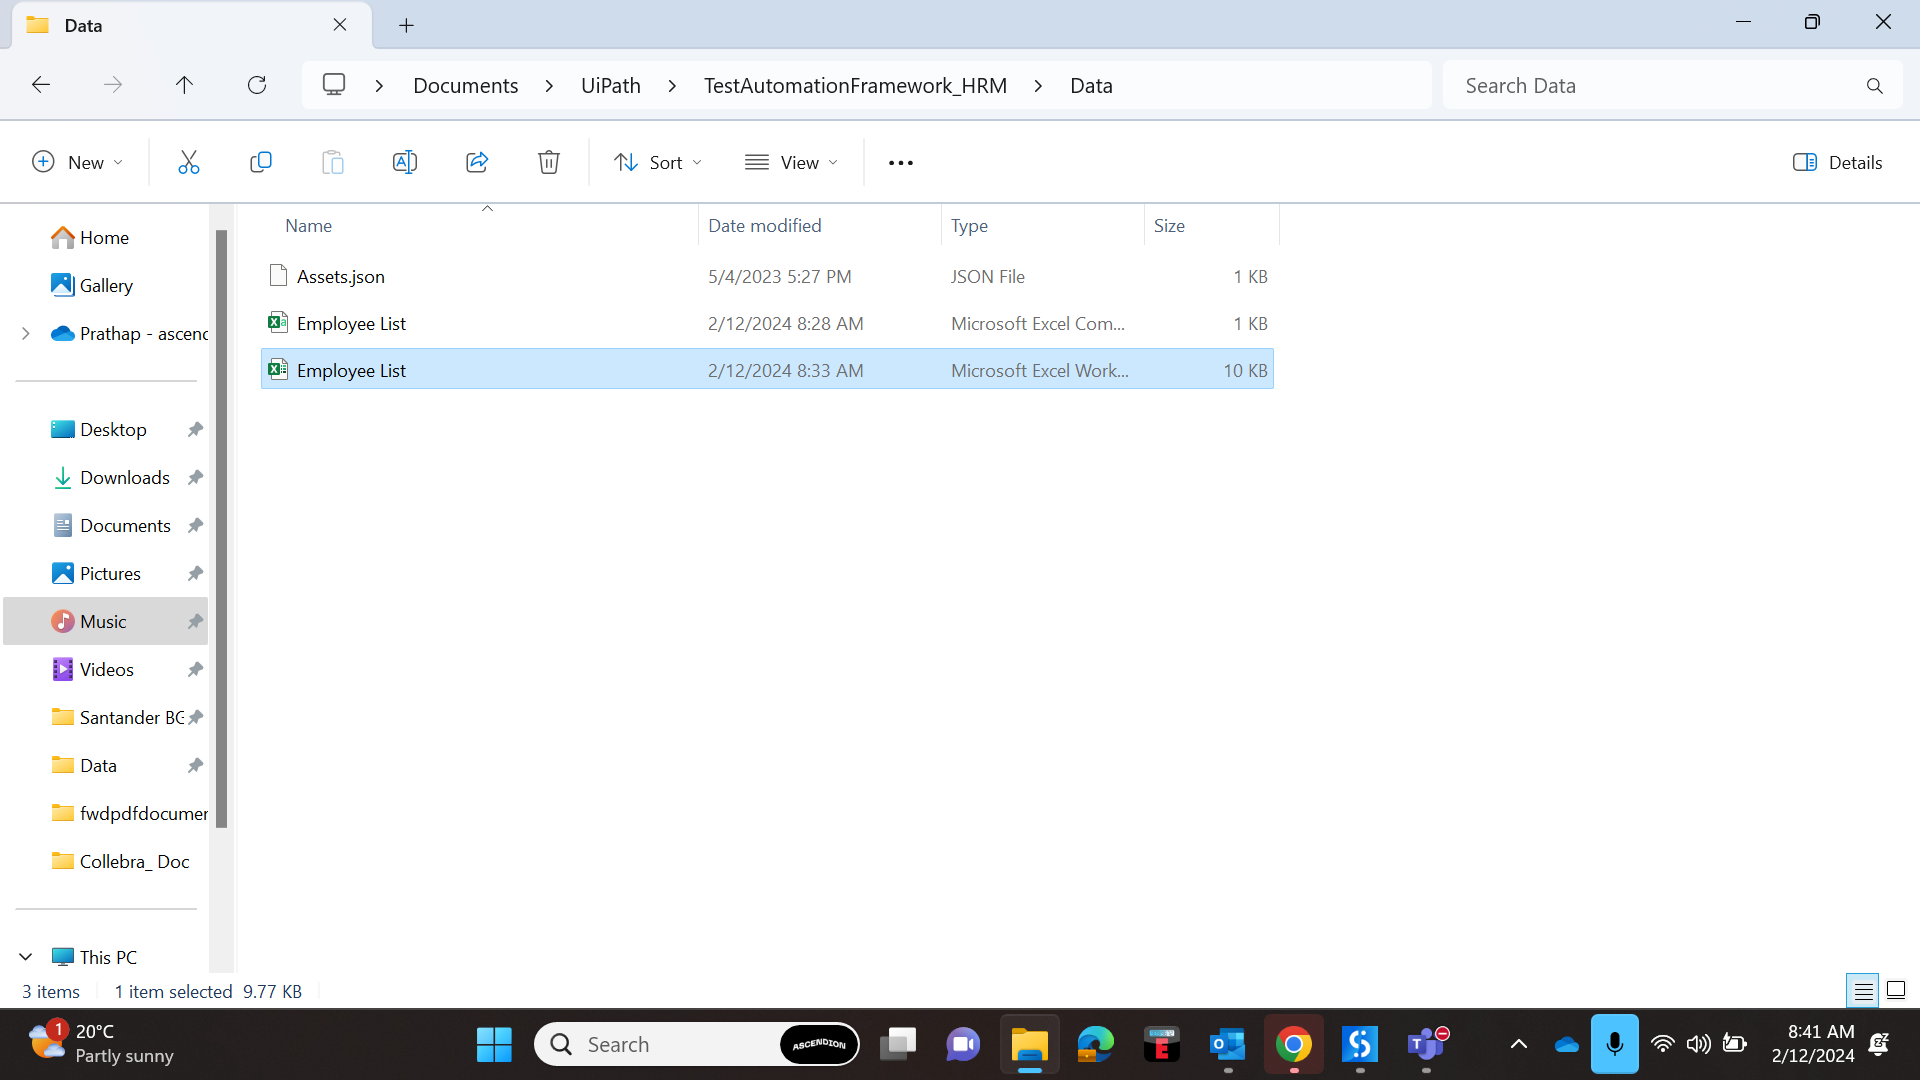 Data
Documents > UiPath > TestAutomationFramework_HRM > Data
Search Data
New
Sort
View
Details
Home
Gallery
Prathap - ascenc
Desktop
Downloads
Documents
Pictures
Music
Videos
Santander BG
Data
fwdpdfdocumer
Collebra_ Doc
This PC
Name Date modified Type Size
Assets.json 5/4/2023 5:27 PM JSON File 1 KB
Employee List 2/12/2024 8:28 AM Microsoft Excel Com... 1 KB
Employee List 2/12/2024 8:33 AM Microsoft Excel Work... 10 KB
3 items 1 item selected 9.77 KB
1
20°C
Partly sunny
Search
ASCENDION
8:41 AM
2/12/2024